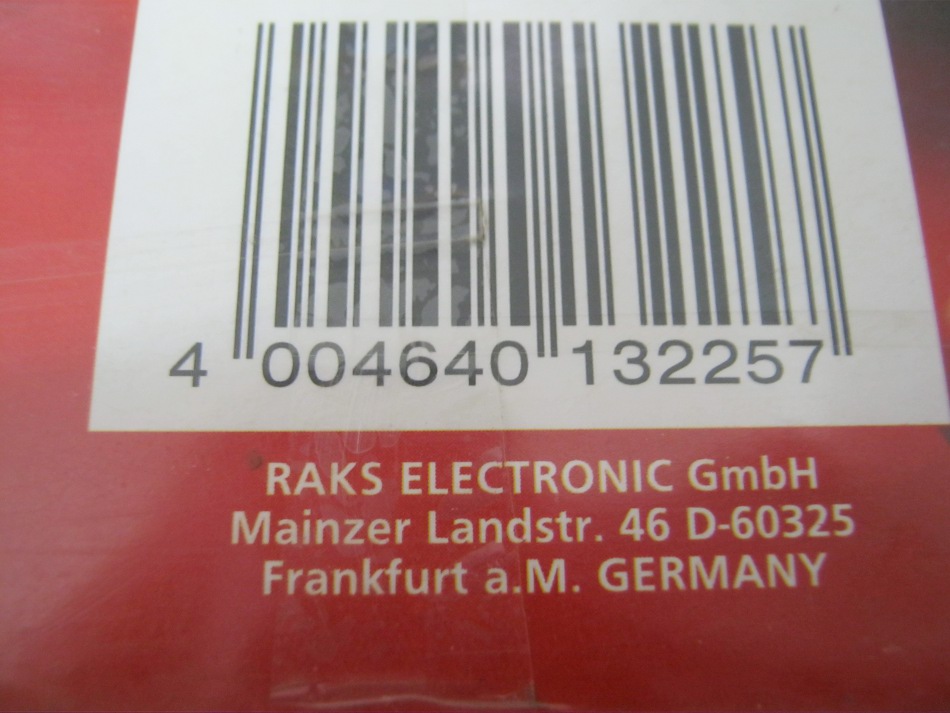 4 004640 132257
RAKS ELECTRONIC GmbH
Mainzer Landstr. 46 D-60325
Frankfurt a.M. GERMANY